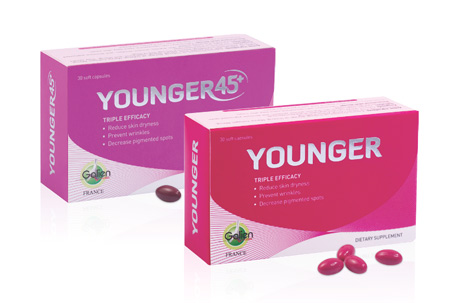 30 soft capsules
YOUNGER45+
TRIPLE EFFICACY
• Reduce skin dryness
• Prevent wrinkles
• Decrease pigmented spots
Galien
FRANCE
YOUNGER
30 soft capsules
YOUNGER
TRIPLE EFFICACY
• Reduce skin dryness
• Prevent wrinkles
• Decrease pigmented spots
Galien
FRANCE
DIETARY SUPPLEMENT